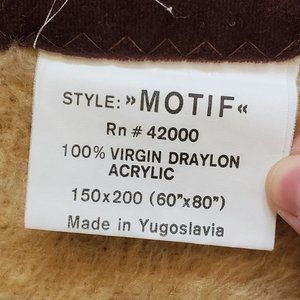 STYLE: »MOTIF«
Rn # 42000
100% VIRGIN DRAYLON
ACRYLIC
150x200 (60"x80")
Made in Yugoslavia